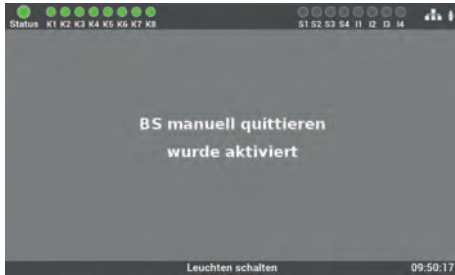 Status K1 K2 K3 K4 K5 K6 K7 K8 S1 S2 S3 S4 I1 I2 I3 I4
BS manuell quittieren
wurde aktiviert
Leuchten schalten 09:50:17